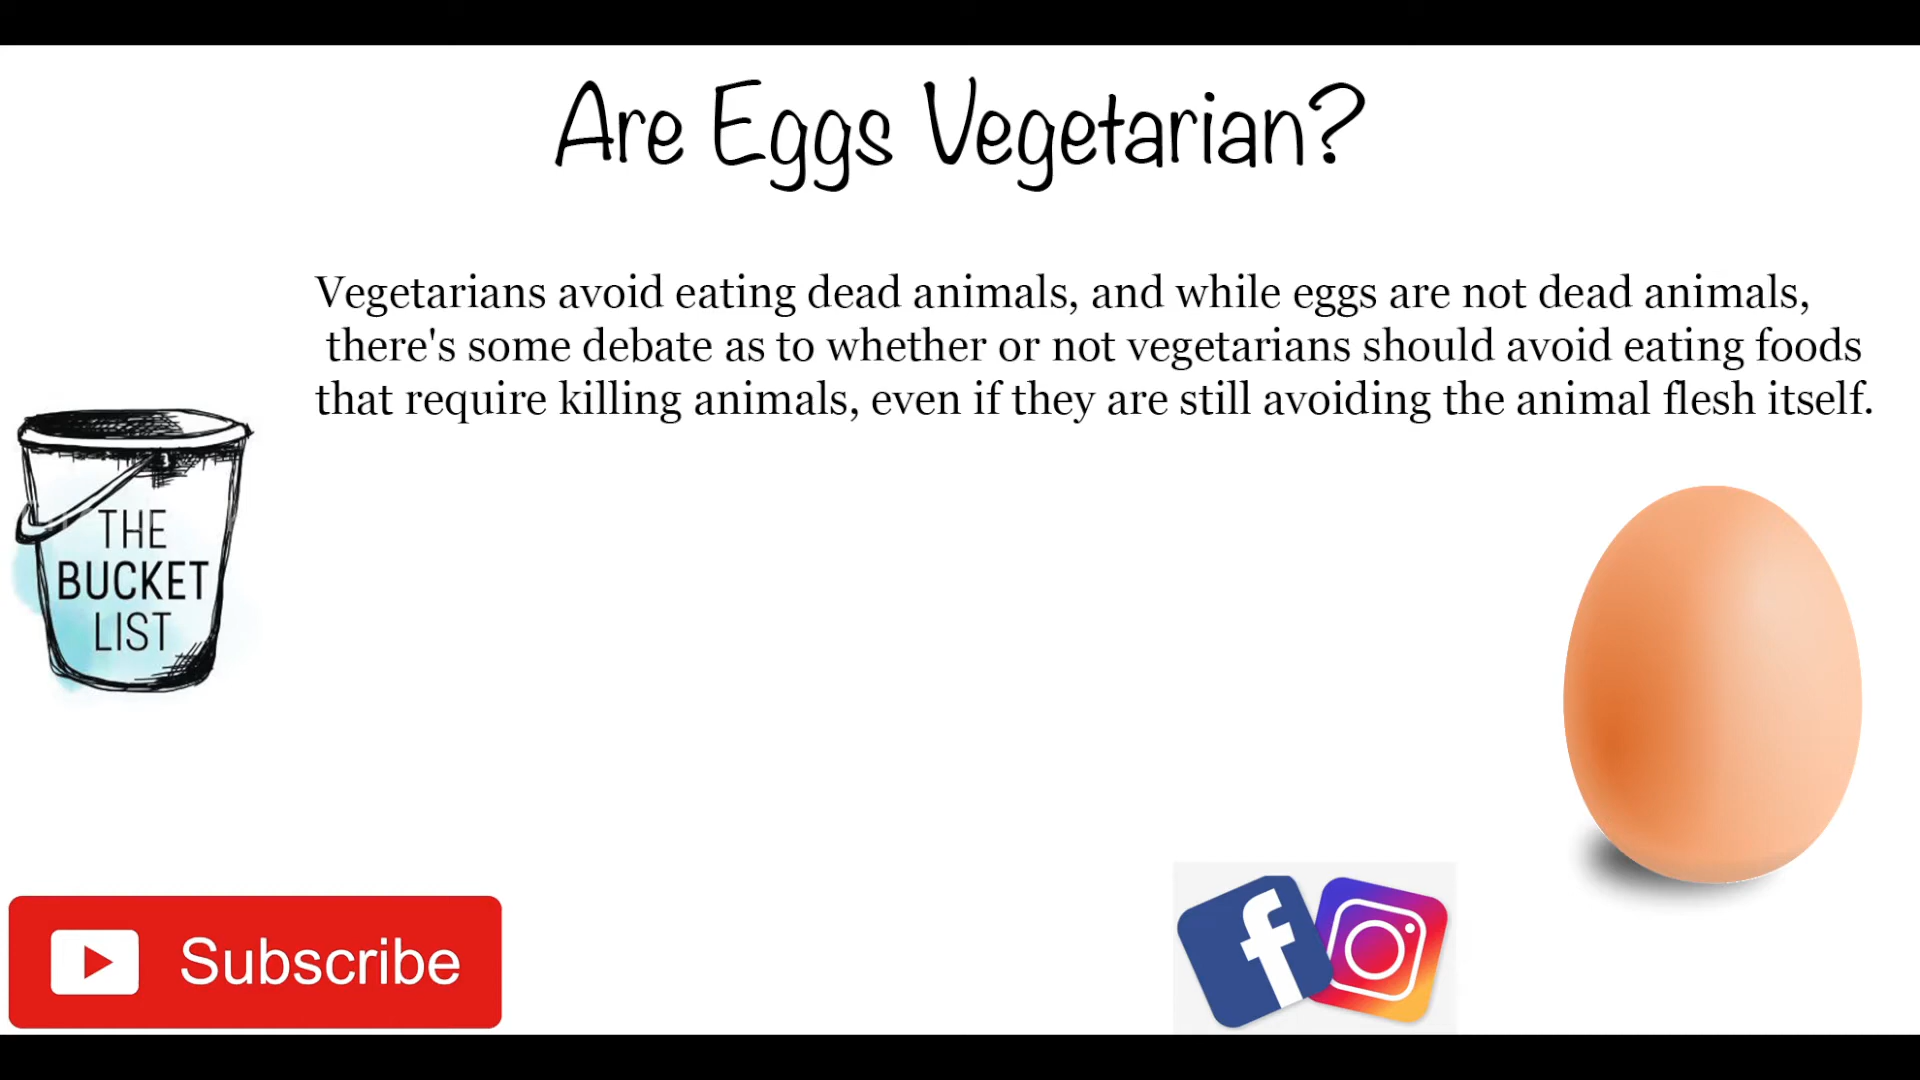 Are Eggs Vegetarian?
Vegetarians avoid eating dead animals, and while eggs are not dead animals,
there's some debate as to whether or not vegetarians should avoid eating foods
that require killing animals, even if they are still avoiding the animal flesh itself.
THE
BUCKET
LIST
Subscribe